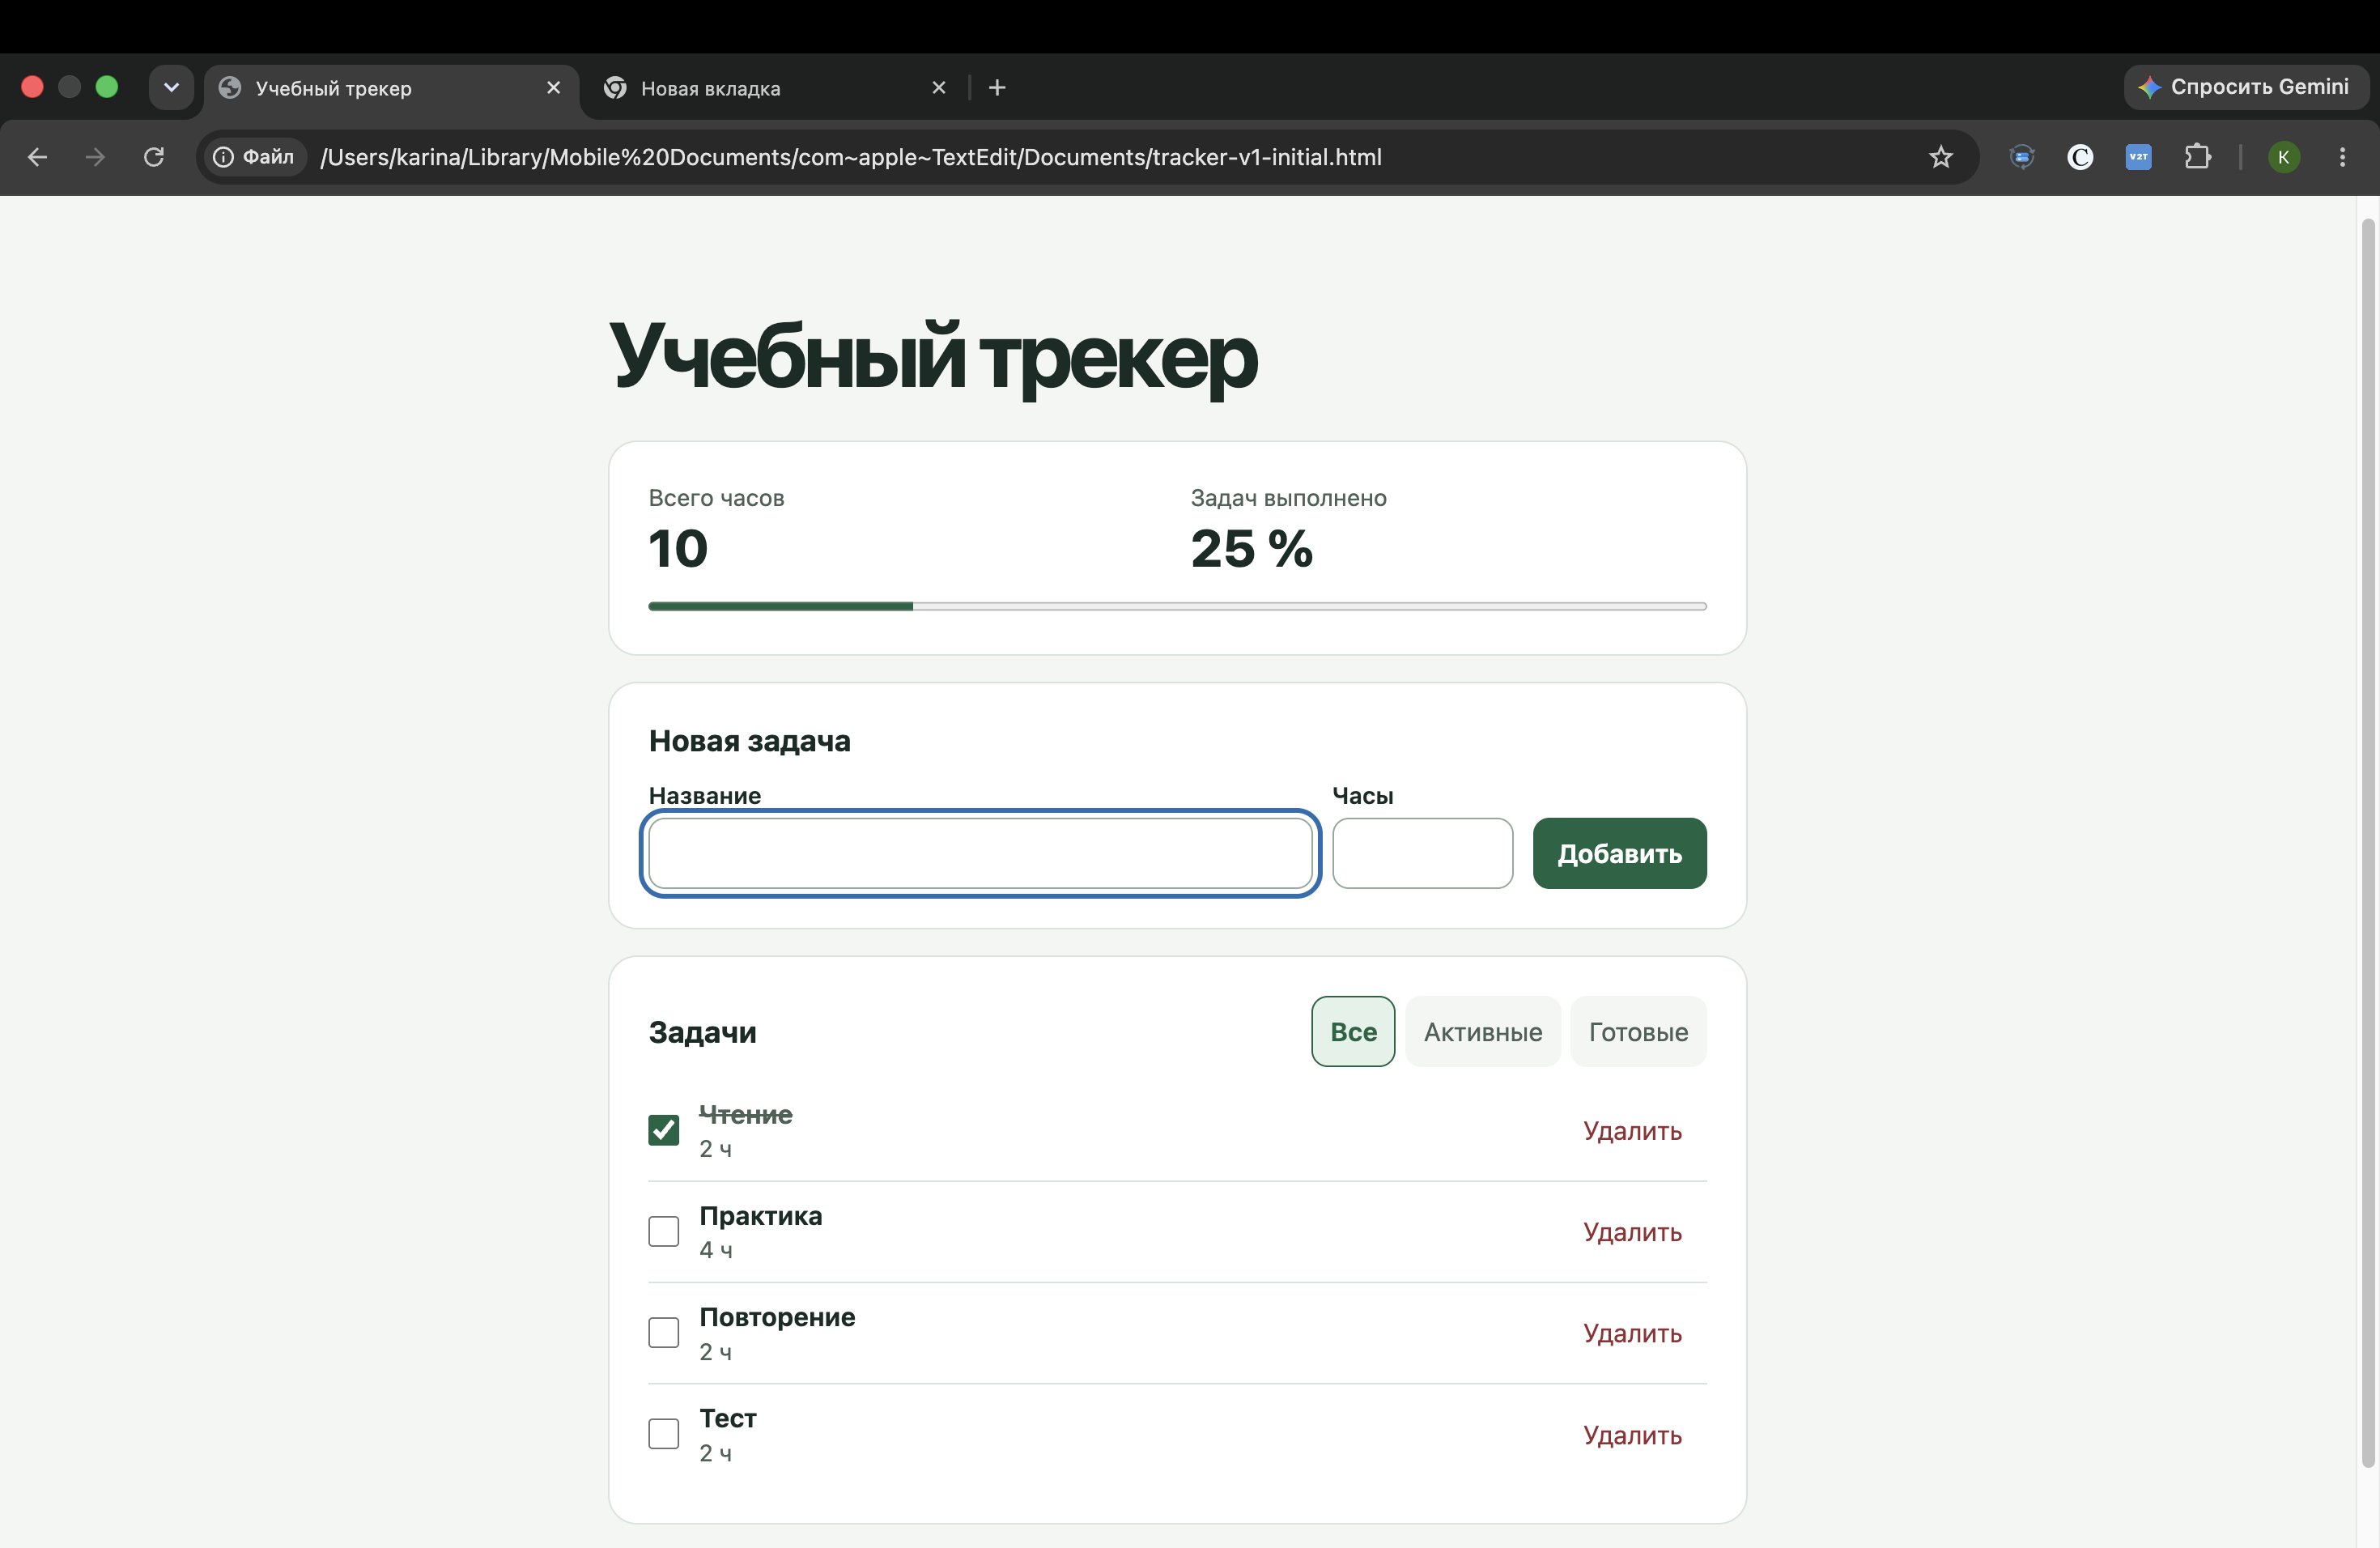 Учебный трекер
Новая вкладка
Спросить Gemini
Файл /Users/karina/Library/Mobile%20Documents/com~apple~TextEdit/Documents/tracker-v1-initial.html
C
V2T
K
Учебный трекер
Всего часов Задач выполнено
10 25 %
Новая задача
Название Часы
Добавить
Задачи Все Активные Готовые
Чтение
2 ч
Удалить
Практика
4 ч
Удалить
Повторение
2 ч
Удалить
Тест
2 ч
Удалить